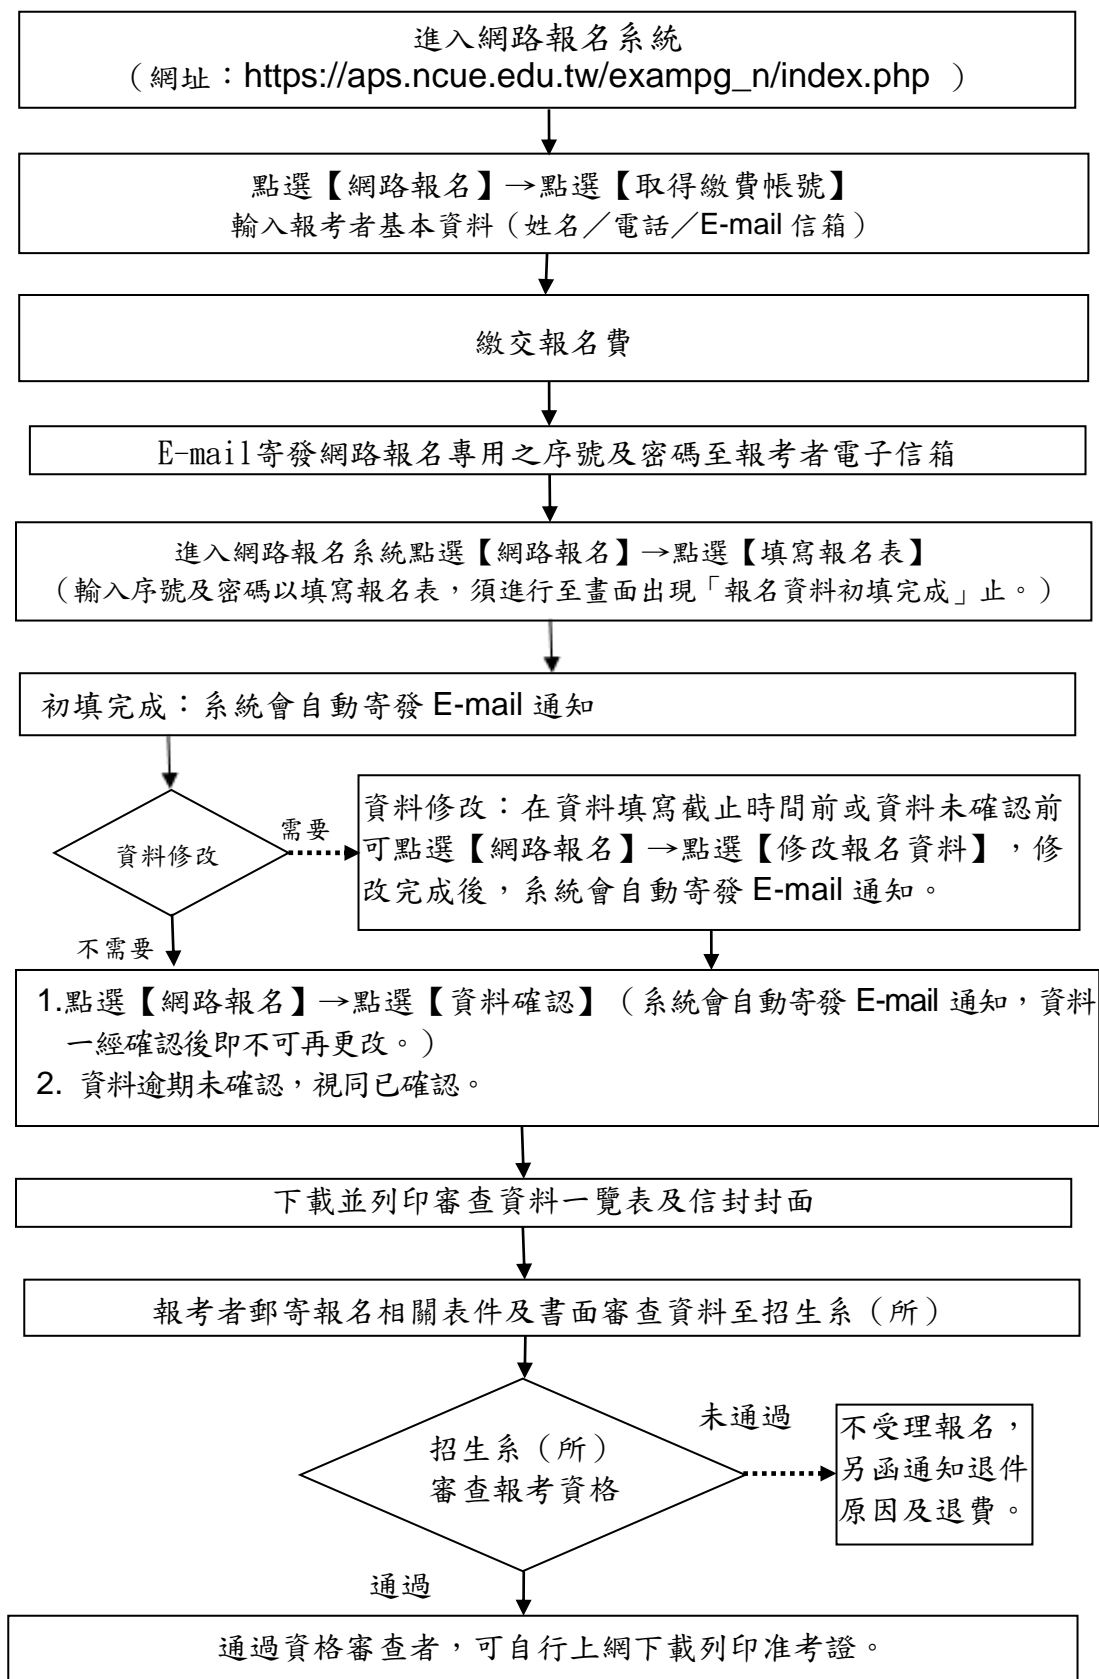 進入網路報名系統
（網址：https://aps.ncue.edu.tw/exampg_n/index.php ）
點選【網路報名】→點選【取得繳費帳號】
輸入報考者基本資料（姓名／電話／E-mail 信箱）
繳交報名費
E-mail寄發網路報名專用之序號及密碼至報考者電子信箱
進入網路報名系統點選【網路報名】→點選【填寫報名表】
（輸入序號及密碼以填寫報名表，須進行至畫面出現「報名資料初填完成」止。）
初填完成：系統會自動寄發 E-mail 通知
資料修改
需要
資料修改：在資料填寫截止時間前或資料未確認前
可點選【網路報名】→點選【修改報名資料】，修
改完成後，系統會自動寄發 E-mail 通知。
不需要
1.點選【網路報名】→點選【資料確認】（系統會自動寄發 E-mail 通知，資料
一經確認後即不可再更改。）
2. 資料逾期未確認，視同已確認。
下載並列印審查資料一覽表及信封封面
報考者郵寄報名相關表件及書面審查資料至招生系（所）
招生系（所）
審查報考資格
未通過
不受理報名，
另函通知退件
原因及退費。
通過
通過資格審查者，可自行上網下載列印准考證。